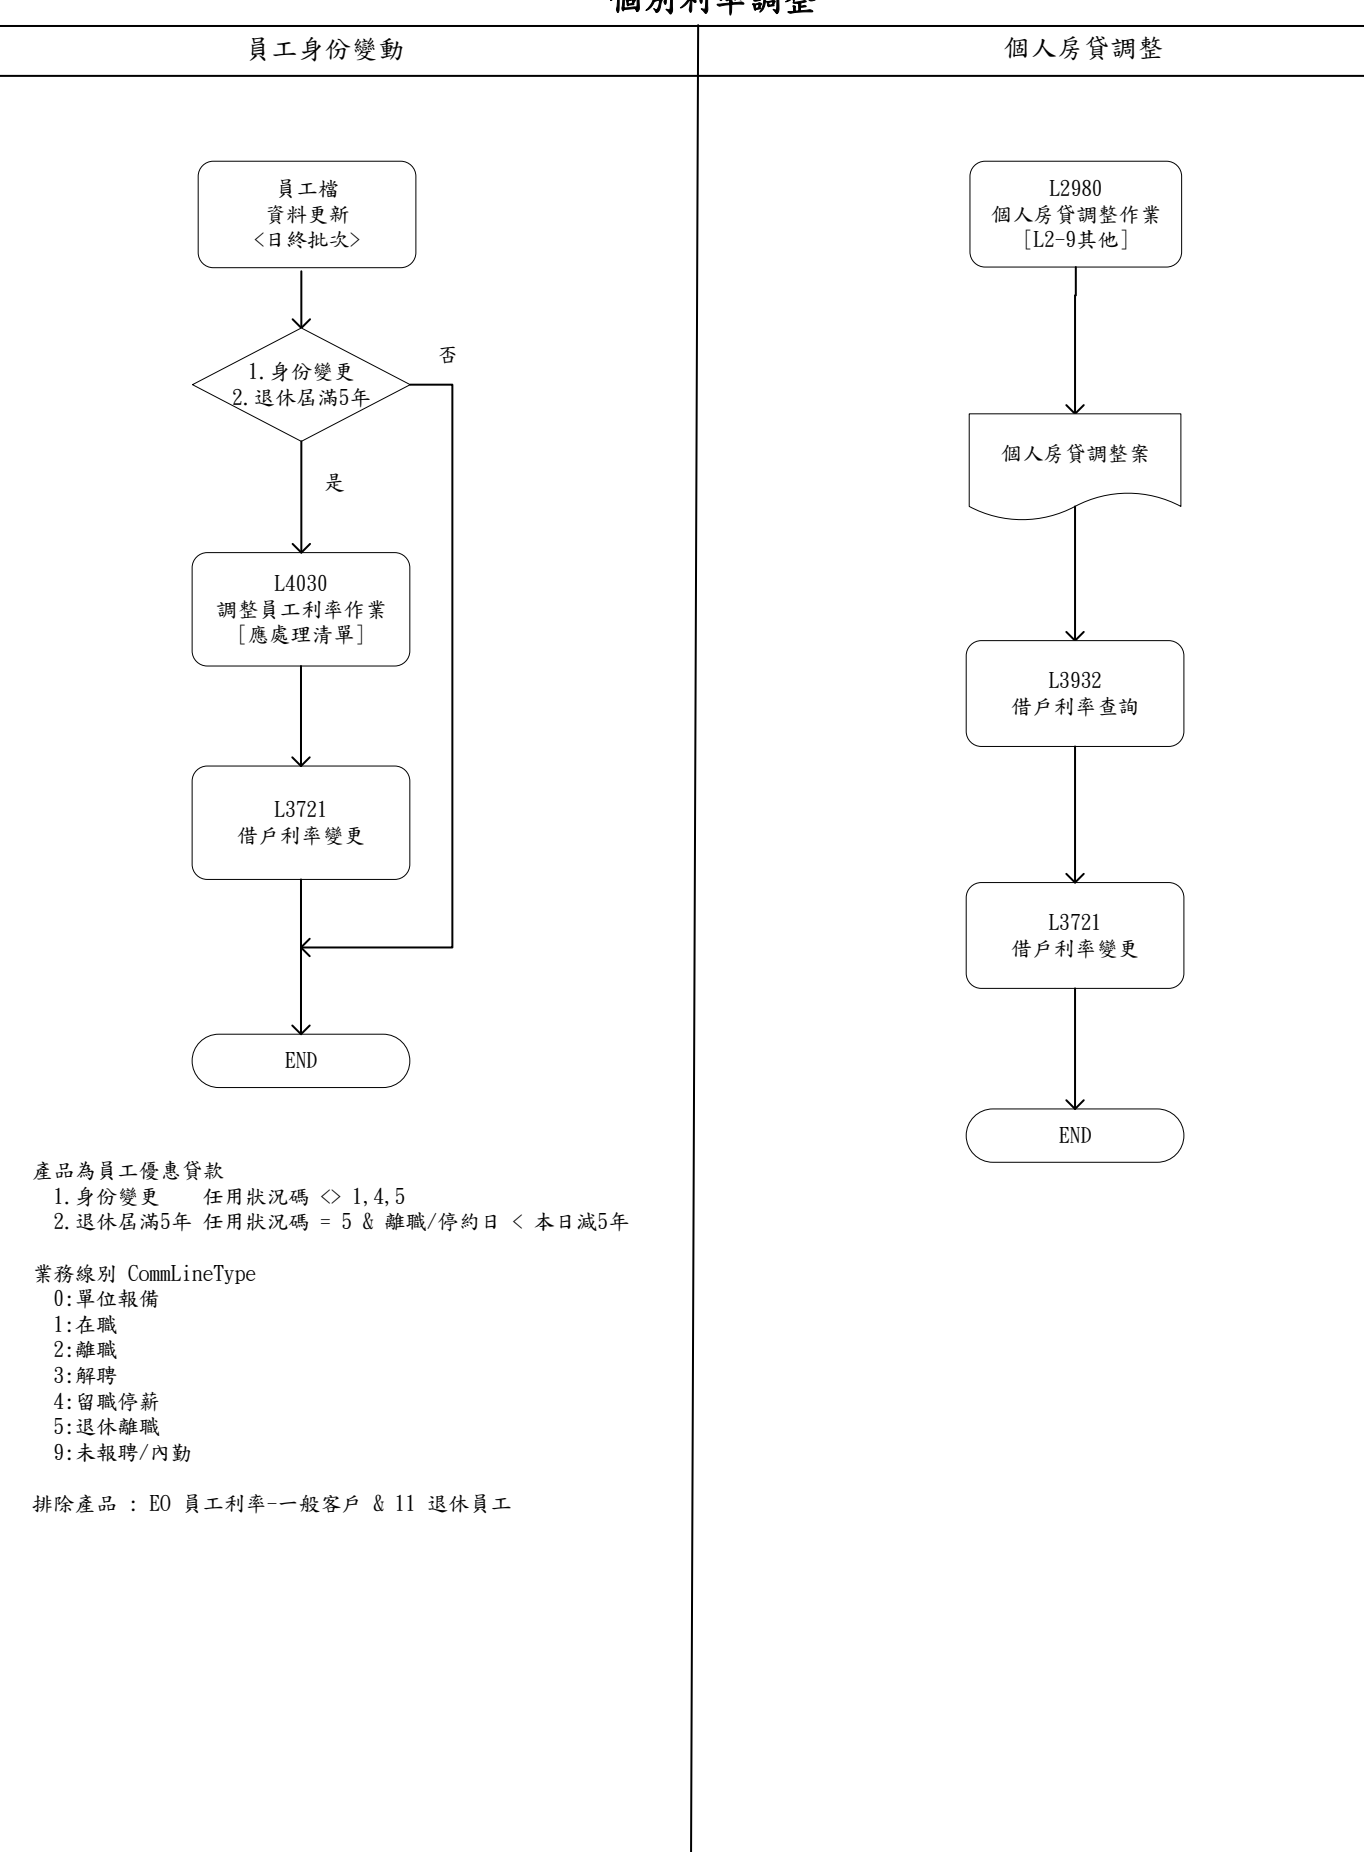 個別利率調整
員工身份變動
個人房貸調整
員工檔
資料更新
<日終批次>
1.身份變更
2.退休屆滿5年
否
是
L4030
調整員工利率作業
[應處理清單]
L3721
借戶利率變更
END
產品為員工優惠貸款
1.身份變更 任用狀況碼 <> 1,4,5
2.退休屆滿5年 任用狀況碼 = 5 & 離職/停約日 < 本日減5年
業務線別 CommLineType
0:單位報備
1:在職
2:離職
3:解聘
4:留職停薪
5:退休離職
9:未報聘/內勤
排除產品 : EO 員工利率-一般客戶 & 11 退休員工
L2980
個人房貸調整作業
[L2-9其他]
個人房貸調整案
L3932
借戶利率查詢
L3721
借戶利率變更
END